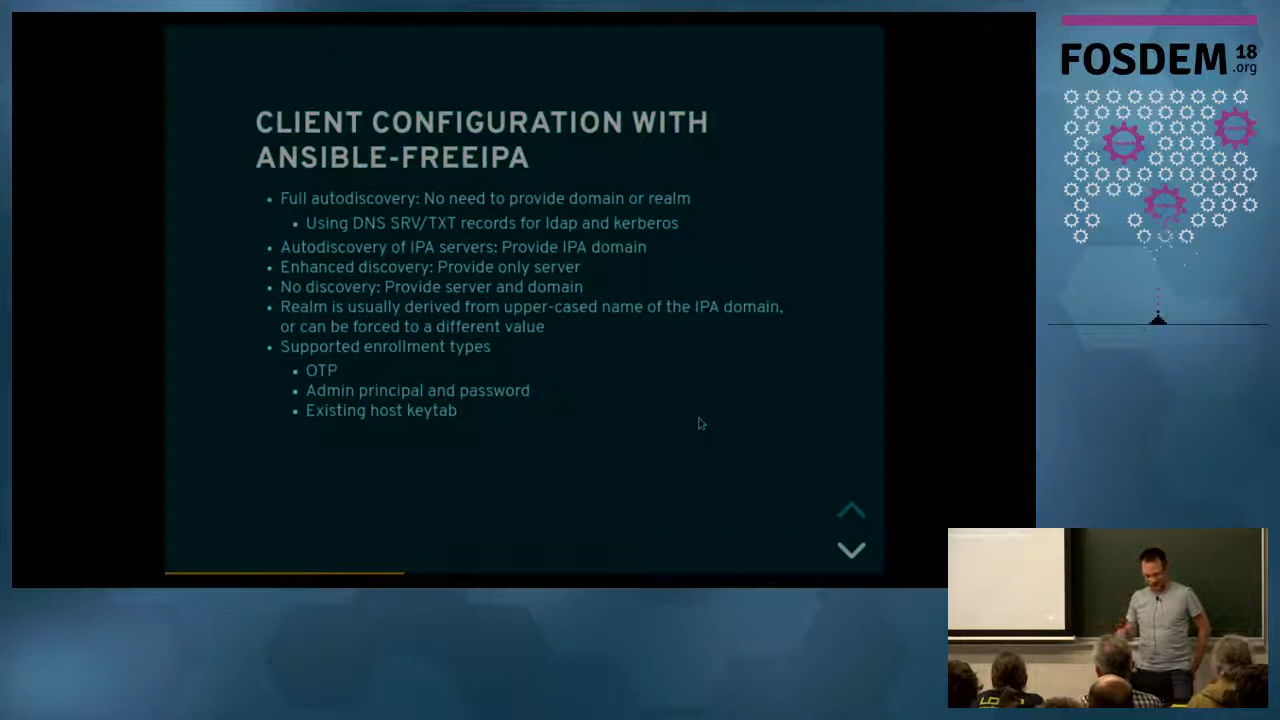 FOSDEM 18
.org
CLIENT CONFIGURATION WITH
ANSIBLE-FREEIPA
• Full autodiscovery: No need to provide domain or realm
▪ Using DNS SRV/TXT records for ldap and kerberos
• Autodiscovery of IPA servers: Provide IPA domain
• Enhanced discovery: Provide only server
• No discovery: Provide server and domain
• Realm is usually derived from upper-cased name of the IPA domain,
or can be forced to a different value
• Supported enrollment types
▪ OTP
▪ Admin principal and password
▪ Existing host keytab